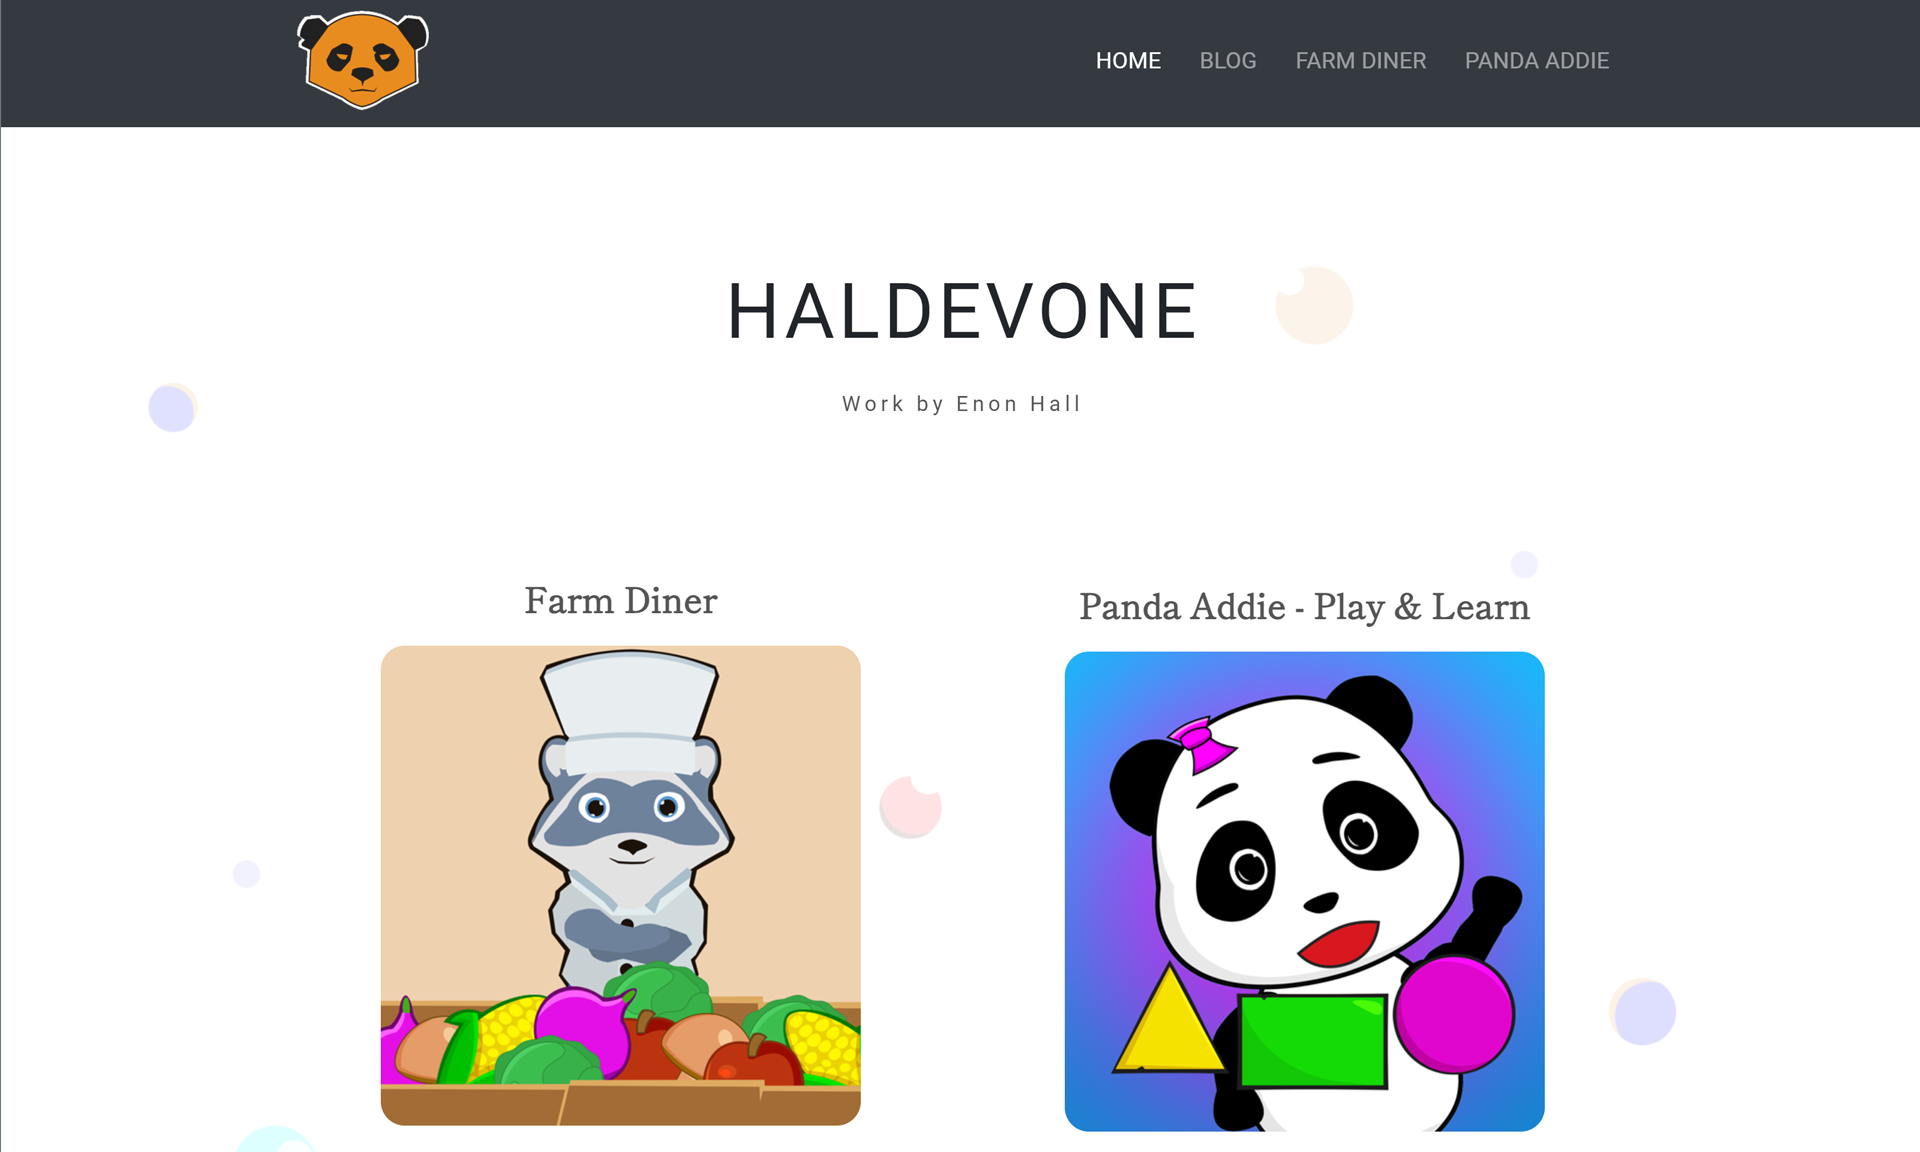 HOME BLOG FARM DINER PANDA ADDIE
HALDEVONE
Work by Enon Hall
Farm Diner
Panda Addie - Play & Learn